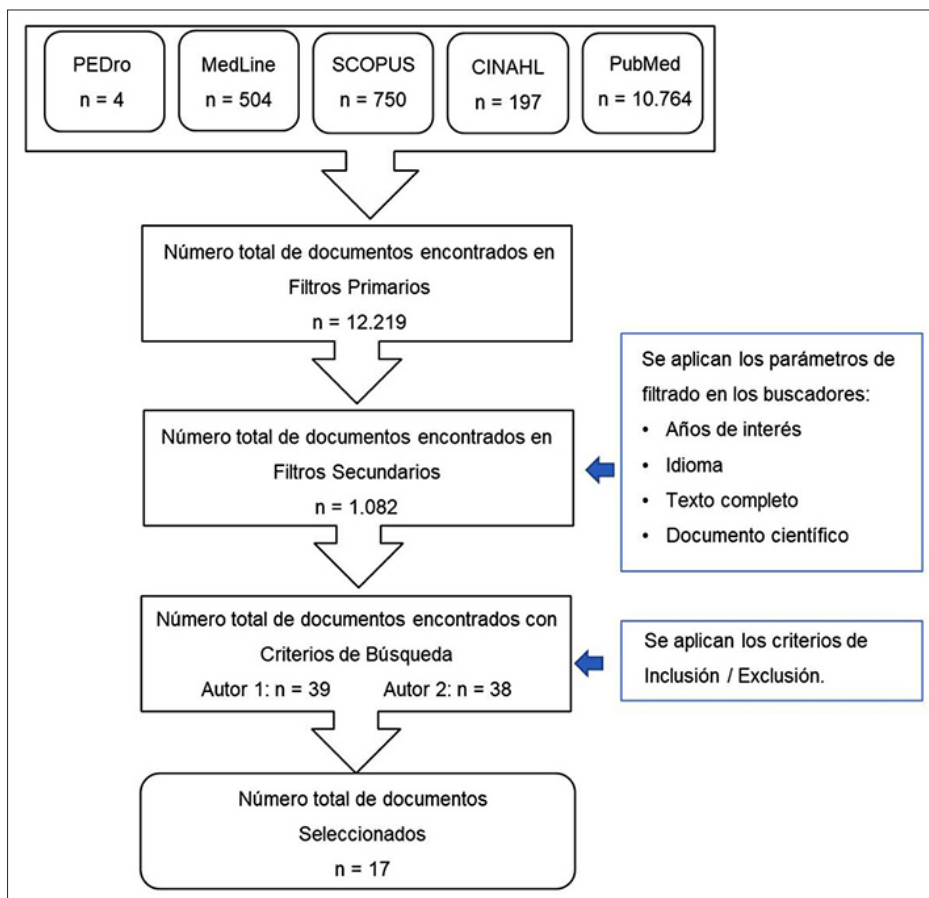 PEDro
n = 4
MedLine
n = 504
SCOPUS
n = 750
CINAHL
n = 197
PubMed
n = 10.764
Número total de documentos encontrados en
Filtros Primarios
n = 12.219
Se aplican los parámetros de
filtrado en los buscadores:
• Años de interés
• Idioma
• Texto completo
• Documento científico
Número total de documentos encontrados en
Filtros Secundarios
n = 1.082
Número total de documentos encontrados con
Criterios de Búsqueda
Autor 1: n = 39 Autor 2: n = 38
Se aplican los criterios de
Inclusión / Exclusión.
Número total de documentos
Seleccionados
n = 17